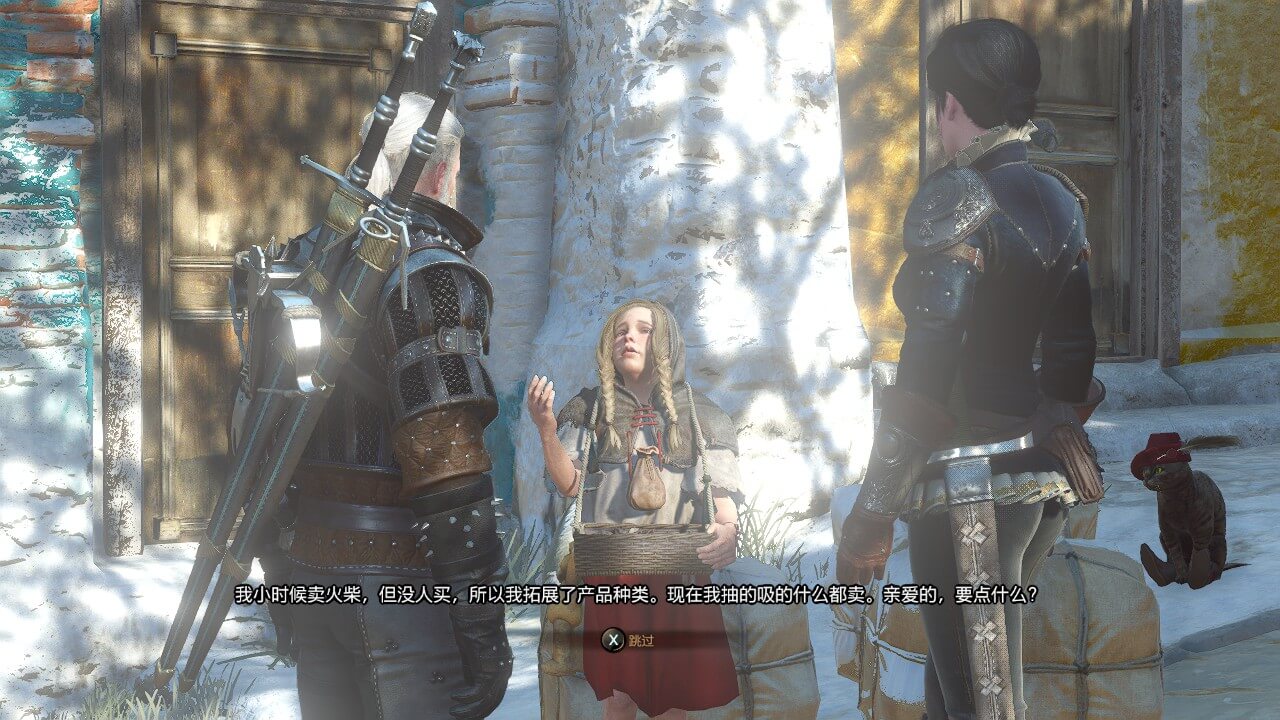 我小时候卖火柴，但没人买，所以我拓展了产品种类。现在我抽的吸的什么都卖。亲爱的，要点什么？
X 跳过